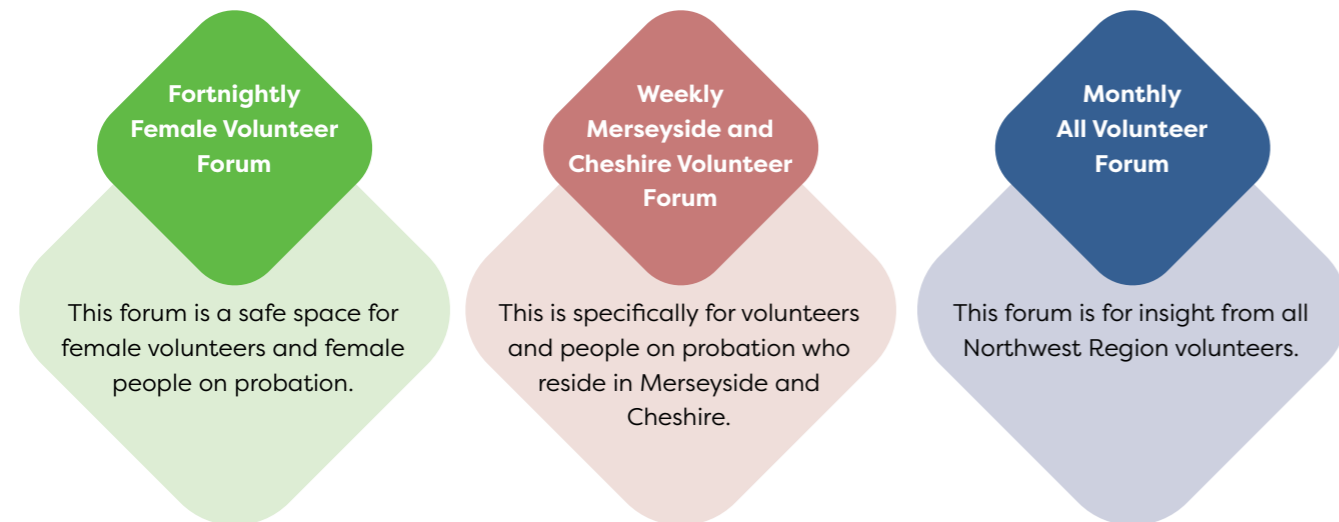 Fortnightly
Female Volunteer
Forum
This forum is a safe space for
female volunteers and female
people on probation.
Weekly
Merseyside and
Cheshire Volunteer
Forum
This is specifically for volunteers
and people on probation who
reside in Merseyside and
Cheshire.
Monthly
All Volunteer
Forum
This forum is for insight from all
Northwest Region volunteers.